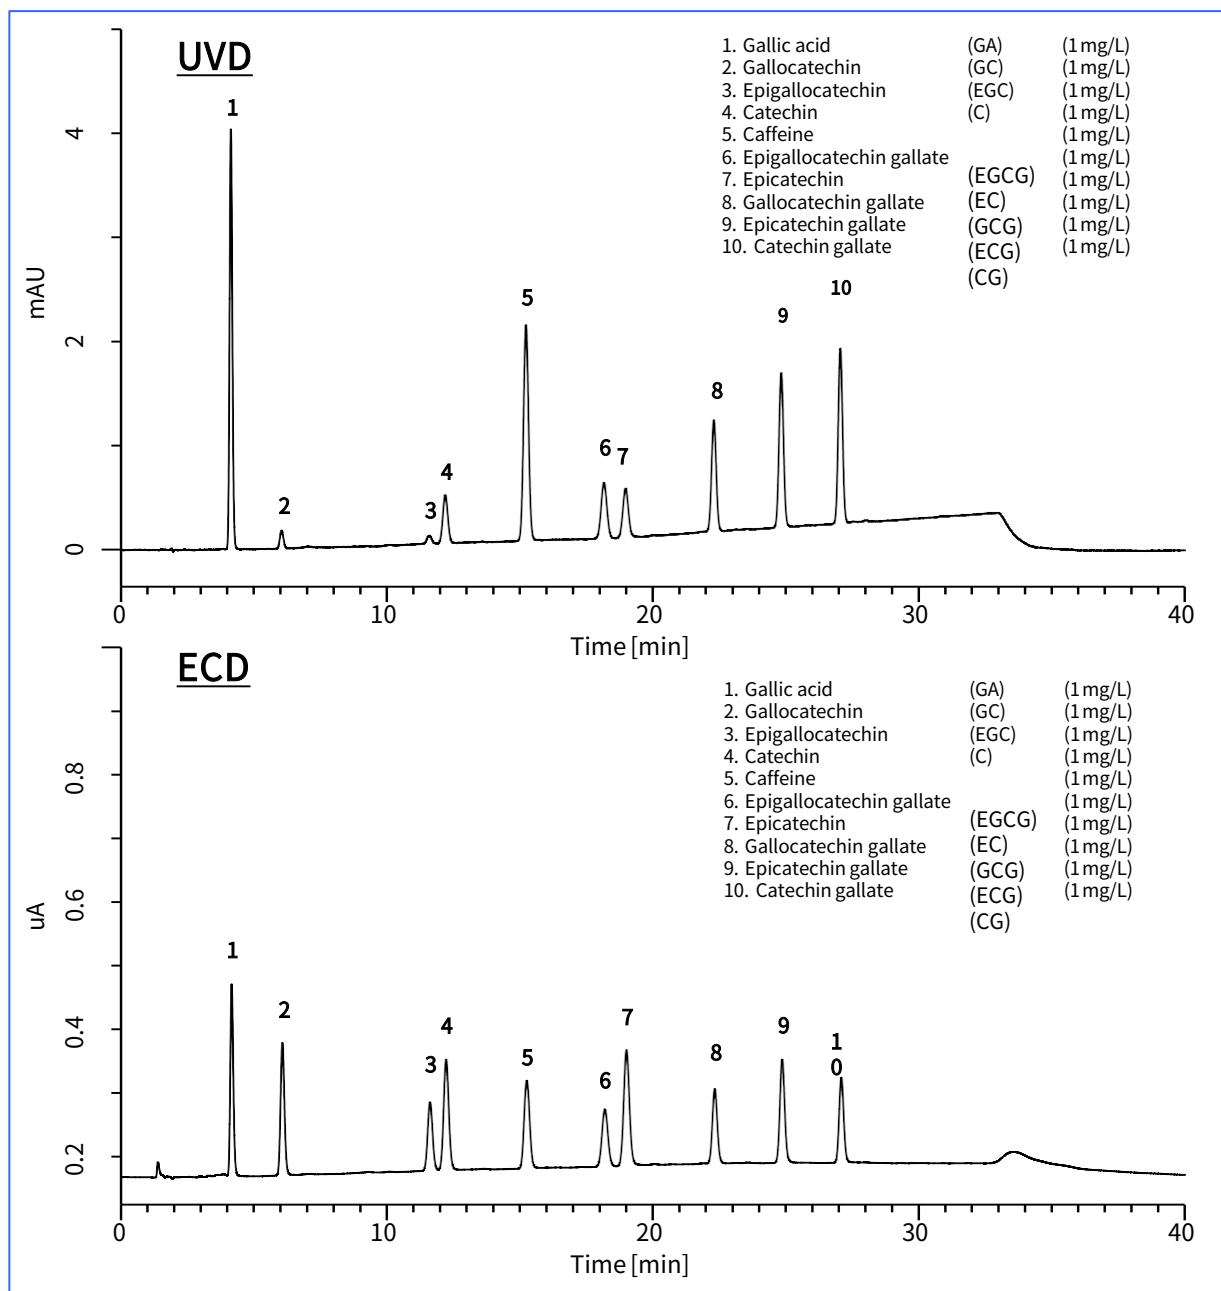 UVD
1. Gallic acid (GA) (1 mg/L)
2. Gallocatechin (GC) (1 mg/L)
3. Epigallocatechin (EGC) (1 mg/L)
4. Catechin (C) (1 mg/L)
5. Caffeine (1 mg/L)
6. Epigallocatechin gallate (1 mg/L)
7. Epicatechin (EGCG) (1 mg/L)
8. Gallocatechin gallate (EC) (1 mg/L)
9. Epicatechin gallate (GCG) (1 mg/L)
10. Catechin gallate (ECG) (1 mg/L)
(CG)
mAU
4
2
0
1
2
3
4
5
6
7
8
9
10
0 10 20 30 40
Time [min]
ECD
1. Gallic acid (GA) (1 mg/L)
2. Gallocatechin (GC) (1 mg/L)
3. Epigallocatechin (EGC) (1 mg/L)
4. Catechin (C) (1 mg/L)
5. Caffeine (1 mg/L)
6. Epigallocatechin gallate (1 mg/L)
7. Epicatechin (EGCG) (1 mg/L)
8. Gallocatechin gallate (EC) (1 mg/L)
9. Epicatechin gallate (GCG) (1 mg/L)
10. Catechin gallate (ECG) (1 mg/L)
(CG)
uA
0.8
0.6
0.4
0.2
1
2
3
4
5
6
7
8
9
1
0
0 10 20 30 40
Time [min]